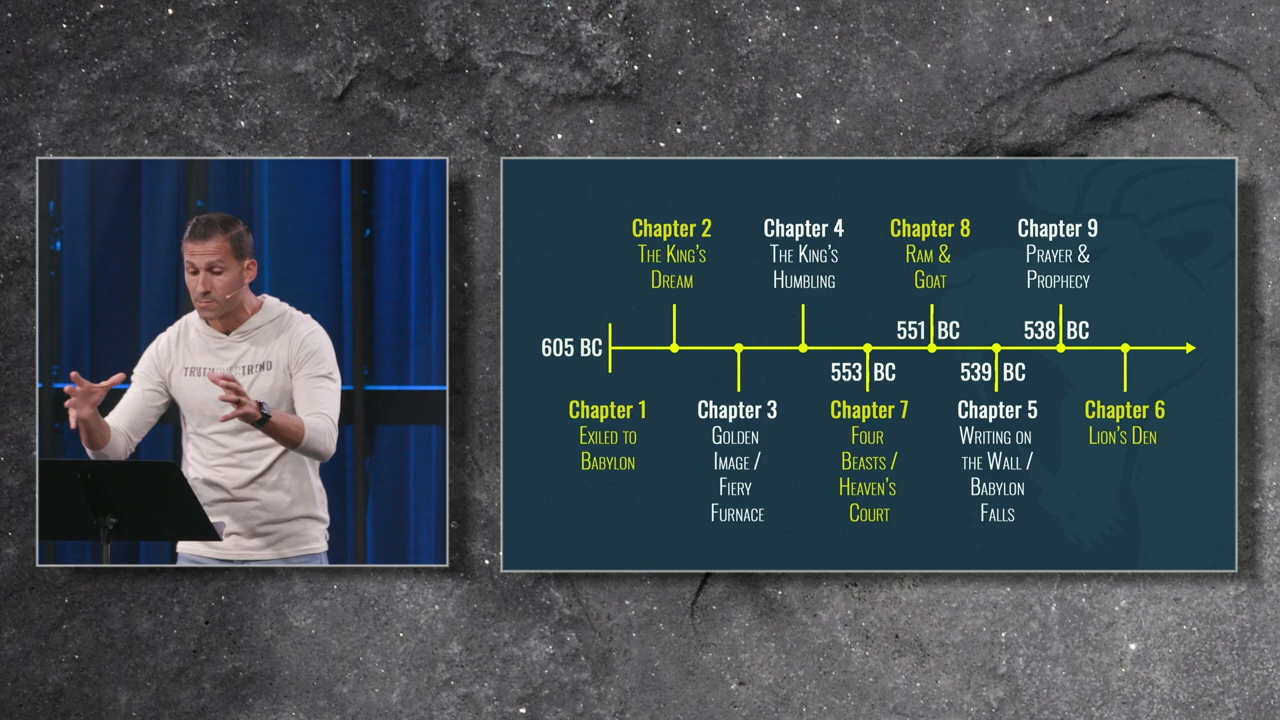 TRUTH OVER TREND
Chapter 2
The King's
Dream
Chapter 4
The King's
Humbling
Chapter 8
Ram &
Goat
Chapter 9
Prayer &
Prophecy
605 BC
551 BC
538 BC
553 BC
539 BC
Chapter 1
Exiled to
Babylon
Chapter 3
Golden
Image /
Fiery
Furnace
Chapter 7
Four
Beasts /
Heaven's
Court
Chapter 5
Writing on
the Wall /
Babylon
Falls
Chapter 6
Lion's Den